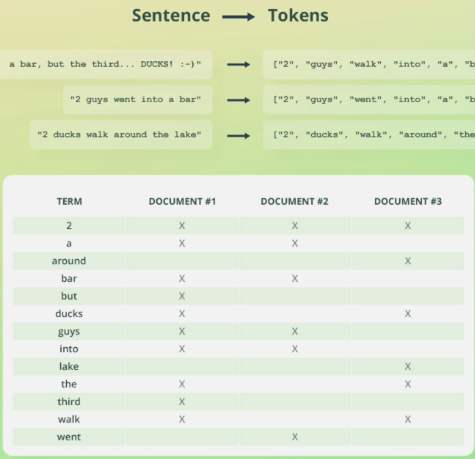 Sentence → Tokens
a bar, but the third... DUCKS! :-)" → ["2", "guys", "walk", "into", "a", "b
"2 guys went into a bar" → ["2", "guys", "went", "into", "a", "b
"2 ducks walk around the lake" → ["2", "ducks", "walk", "around", "the
TERM DOCUMENT #1 DOCUMENT #2 DOCUMENT #3
2 X X X
a X X
around X
bar X X
but X
ducks X X
guys X X
into X X
lake X
the X X
third X
walk X X
went X